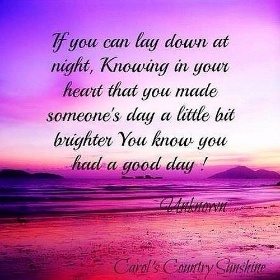 If you can lay down at
night, Knowing in your
heart that you made
someone's day a little bit
brighter You know you
had a good day !
Unknown
Carol's Country Sunshine